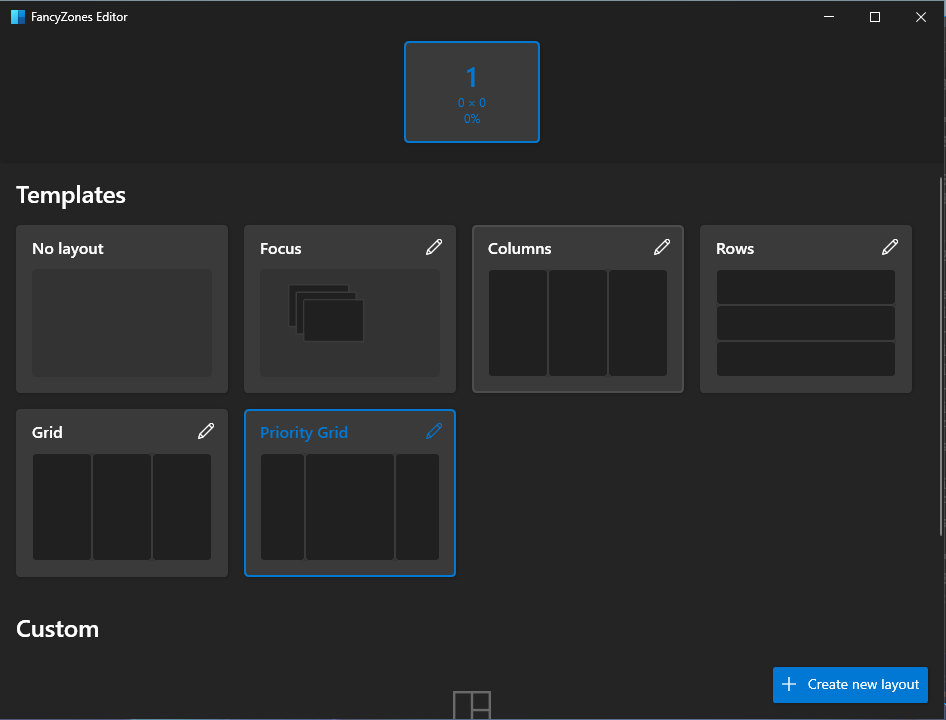 FancyZones Editor
1
0 × 0
0%
Templates
No layout
Focus
Columns
Rows
Grid
Priority Grid
Custom
Create new layout